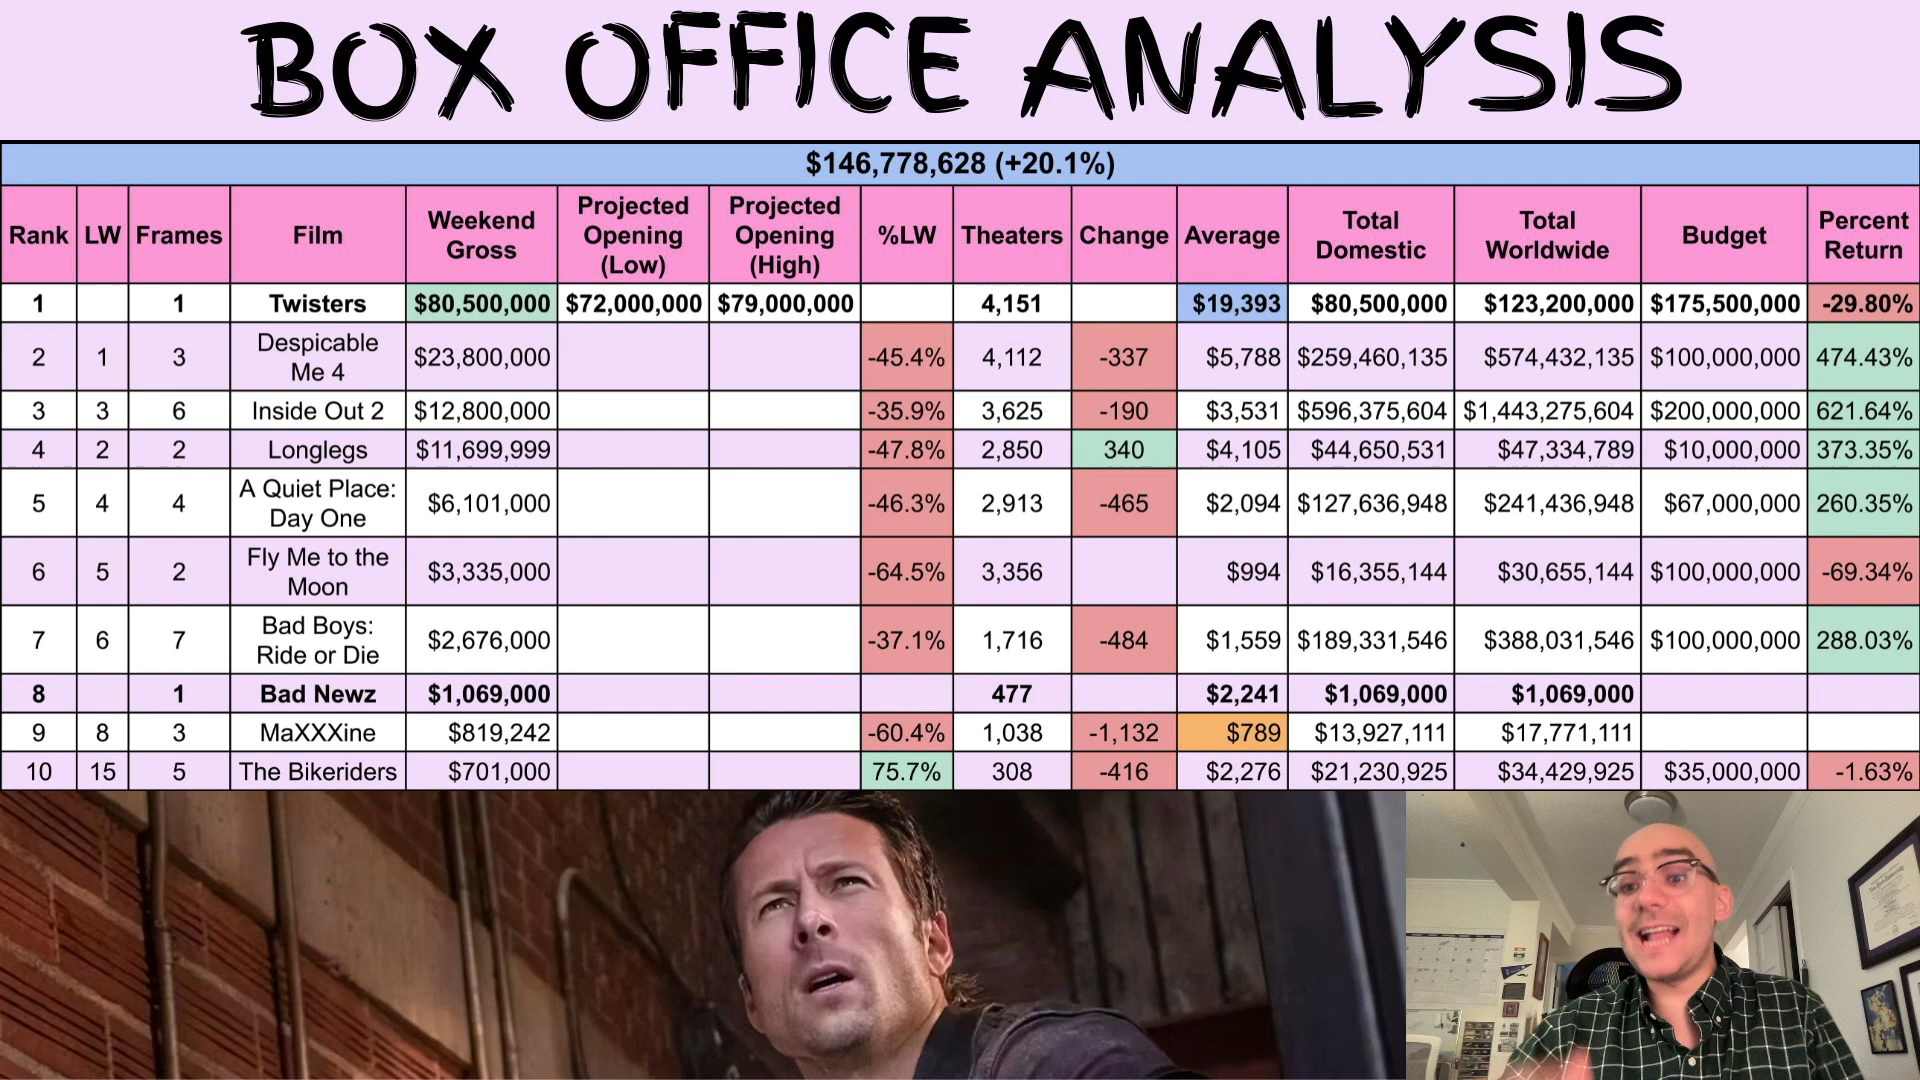 BOX OFFICE ANALYSIS
$146,778,628 (+20.1%)
Rank LW Frames Film Weekend Gross Projected Opening (Low) Projected Opening (High) %LW Theaters Change Average Total Domestic Total Worldwide Budget Percent Return
1 1 Twisters $80,500,000 $72,000,000 $79,000,000 4,151 $19,393 $80,500,000 $123,200,000 $175,500,000 -29.80%
2 1 3 Despicable Me 4 $23,800,000 -45.4% 4,112 -337 $5,788 $259,460,135 $574,432,135 $100,000,000 474.43%
3 3 6 Inside Out 2 $12,800,000 -35.9% 3,625 -190 $3,531 $596,375,604 $1,443,275,604 $200,000,000 621.64%
4 2 2 Longlegs $11,699,999 -47.8% 2,850 340 $4,105 $44,650,531 $47,334,789 $10,000,000 373.35%
5 4 4 A Quiet Place: Day One $6,101,000 -46.3% 2,913 -465 $2,094 $127,636,948 $241,436,948 $67,000,000 260.35%
6 5 2 Fly Me to the Moon $3,335,000 -64.5% 3,356 $994 $16,355,144 $30,655,144 $100,000,000 -69.34%
7 6 7 Bad Boys: Ride or Die $2,676,000 -37.1% 1,716 -484 $1,559 $189,331,546 $388,031,546 $100,000,000 288.03%
8 1 Bad Newz $1,069,000 477 $2,241 $1,069,000 $1,069,000
9 8 3 MaXXXine $819,242 -60.4% 1,038 -1,132 $789 $13,927,111 $17,771,111
10 15 5 The Bikeriders $701,000 75.7% 308 -416 $2,276 $21,230,925 $34,429,925 $35,000,000 -1.63%